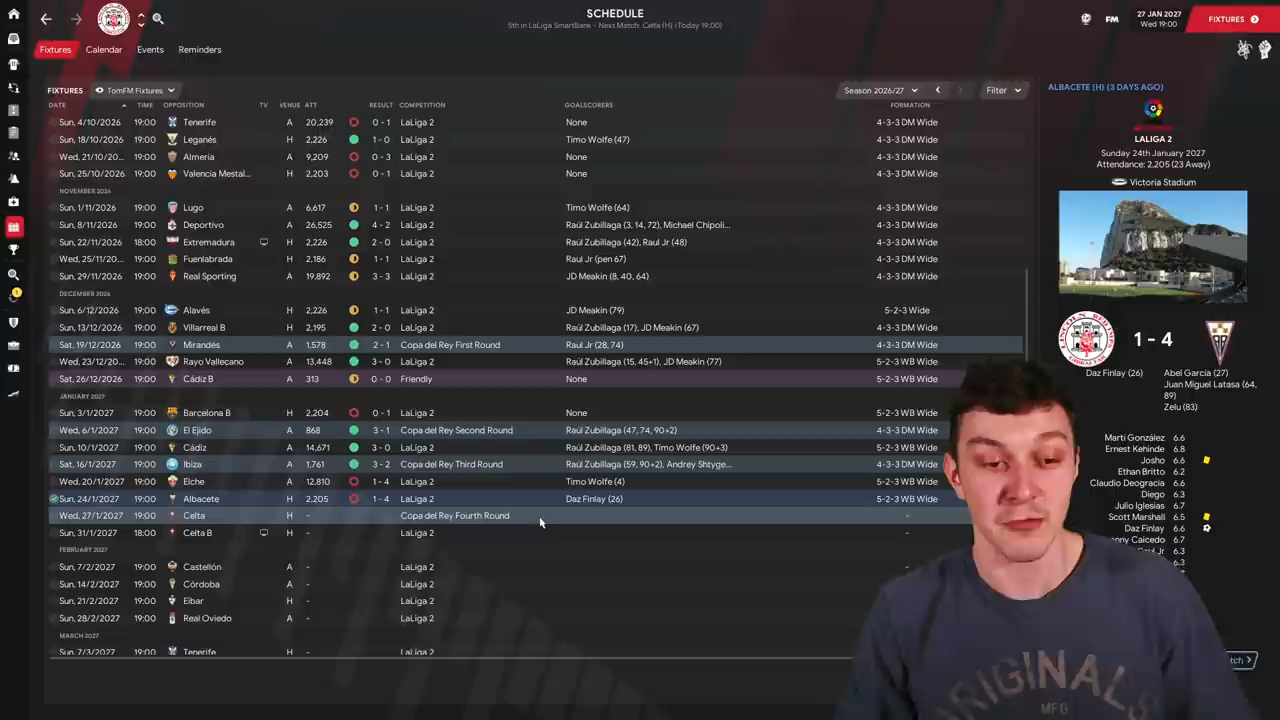 SCHEDULE
5th in LaLiga SmartBank - Next Match: Celta (H) (Today 19:00)
FM
27 JAN 2027
Wed 19:00
FIXTURES
Fixtures Calendar Events Reminders
FIXTURES TomFM Fixtures Season 2026/27 Filter
DATE TIME OPPOSITION TV VENUE ATT RESULT COMPETITION GOALSCORERS FORMATION
Sun, 4/10/2026 19:00 Tenerife A 20,239 0 - 1 LaLiga 2 None 4-3-3 DM Wide
Sun, 18/10/2026 19:00 Leganés H 2,226 1 - 0 LaLiga 2 Timo Wolfe (47) 4-3-3 DM Wide
Wed, 21/10/20... 19:00 Almería A 9,209 0 - 3 LaLiga 2 None 4-3-3 DM Wide
Sun, 25/10/2026 19:00 Valencia Mestal... H 2,203 0 - 1 LaLiga 2 None 4-3-3 DM Wide
NOVEMBER 2026
Sun, 1/11/2026 19:00 Lugo A 6,617 1 - 1 LaLiga 2 Timo Wolfe (64) 4-3-3 DM Wide
Sun, 8/11/2026 19:00 Deportivo A 26,525 4 - 2 LaLiga 2 Raúl Zubillaga (3, 14, 72), Michael Chipoli... 4-3-3 DM Wide
Sun, 22/11/2026 18:00 Extremadura H 2,226 2 - 0 LaLiga 2 Raúl Zubillaga (42), Raul Jr (48) 4-3-3 DM Wide
Wed, 25/11/20... 19:00 Fuenlabrada H 2,186 1 - 1 LaLiga 2 Raul Jr (pen 67) 4-3-3 DM Wide
Sun, 29/11/2026 19:00 Real Sporting A 19,892 3 - 3 LaLiga 2 JD Meakin (8, 40, 64) 4-3-3 DM Wide
DECEMBER 2026
Sun, 6/12/2026 19:00 Alavés H 2,226 1 - 1 LaLiga 2 JD Meakin (79) 5-2-3 Wide
Sun, 13/12/2026 19:00 Villarreal B H 2,195 2 - 0 LaLiga 2 Raúl Zubillaga (17), JD Meakin (67) 4-3-3 DM Wide
Sat, 19/12/2026 19:00 Mirandés A 1,578 2 - 1 Copa del Rey First Round Raul Jr (28, 74) 4-3-3 DM Wide
Wed, 23/12/20... 19:00 Rayo Vallecano A 13,448 3 - 0 LaLiga 2 Raúl Zubillaga (15, 45+1), JD Meakin (77) 5-2-3 WB Wide
Sat, 26/12/2026 19:00 Cádiz B A 313 0 - 0 Friendly None 5-2-3 WB Wide
JANUARY 2027
Sun, 3/1/2027 19:00 Barcelona B H 2,204 0 - 1 LaLiga 2 None 5-2-3 WB Wide
Wed, 6/1/2027 19:00 El Ejido A 868 3 - 1 Copa del Rey Second Round Raúl Zubillaga (47, 74, 90+2) 4-3-3 DM Wide
Sun, 10/1/2027 19:00 Cádiz A 14,671 3 - 0 LaLiga 2 Raúl Zubillaga (81, 89), Timo Wolfe (90+3) 5-2-3 WB Wide
Sat, 16/1/2027 19:00 Ibiza A 1,761 3 - 2 Copa del Rey Third Round Raúl Zubillaga (59, 90+2), Andrey Shtyge... 4-3-3 DM Wide
Wed, 20/1/2027 19:00 Elche A 12,810 1 - 4 LaLiga 2 Timo Wolfe (4) 5-2-3 WB Wide
Sun, 24/1/2027 19:00 Albacete H 2,205 1 - 4 LaLiga 2 Daz Finlay (26) 5-2-3 WB Wide
Wed, 27/1/2027 19:00 Celta H - Copa del Rey Fourth Round -
Sun, 31/1/2027 18:00 Celta B H - LaLiga 2 -
FEBRUARY 2027
Sun, 7/2/2027 19:00 Castellón A - LaLiga 2
Sun, 14/2/2027 19:00 Córdoba A - LaLiga 2
Sun, 21/2/2027 19:00 Eibar H - LaLiga 2
Sun, 28/2/2027 19:00 Real Oviedo A - LaLiga 2
MARCH 2027
Sun, 7/3/2027 19:00 Tenerife H - LaLiga 2
ALBACETE (H) (3 DAYS AGO)
LALIGA 2
Sunday 24th January 2027
Attendance: 2,205 (23 Away)
Victoria Stadium
1 - 4
Daz Finlay (26) Abel García (27)
Juan Miguel Latasa (64,
89)
Zelu (83)
Martí González 6.6
Ernest Kehinde 6.8
Josho 6.6
Ethan Britto 6.2
Claudio Deogracia 6.6
Diego 6.3
Julio Iglesias 6.7
Scott Marshall 6.5
Daz Finlay 6.6
Caicedo 6.7
Jr 6.3
ORIGINALS
MFG